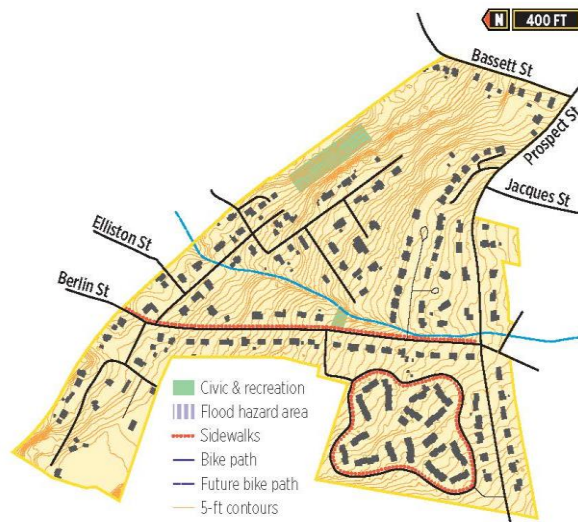 N 400 FT
Bassett St
Prospect St
Jacques St
Elliston St
Berlin St
Civic & recreation
Flood hazard area
Sidewalks
Bike path
Future bike path
5-ft contours